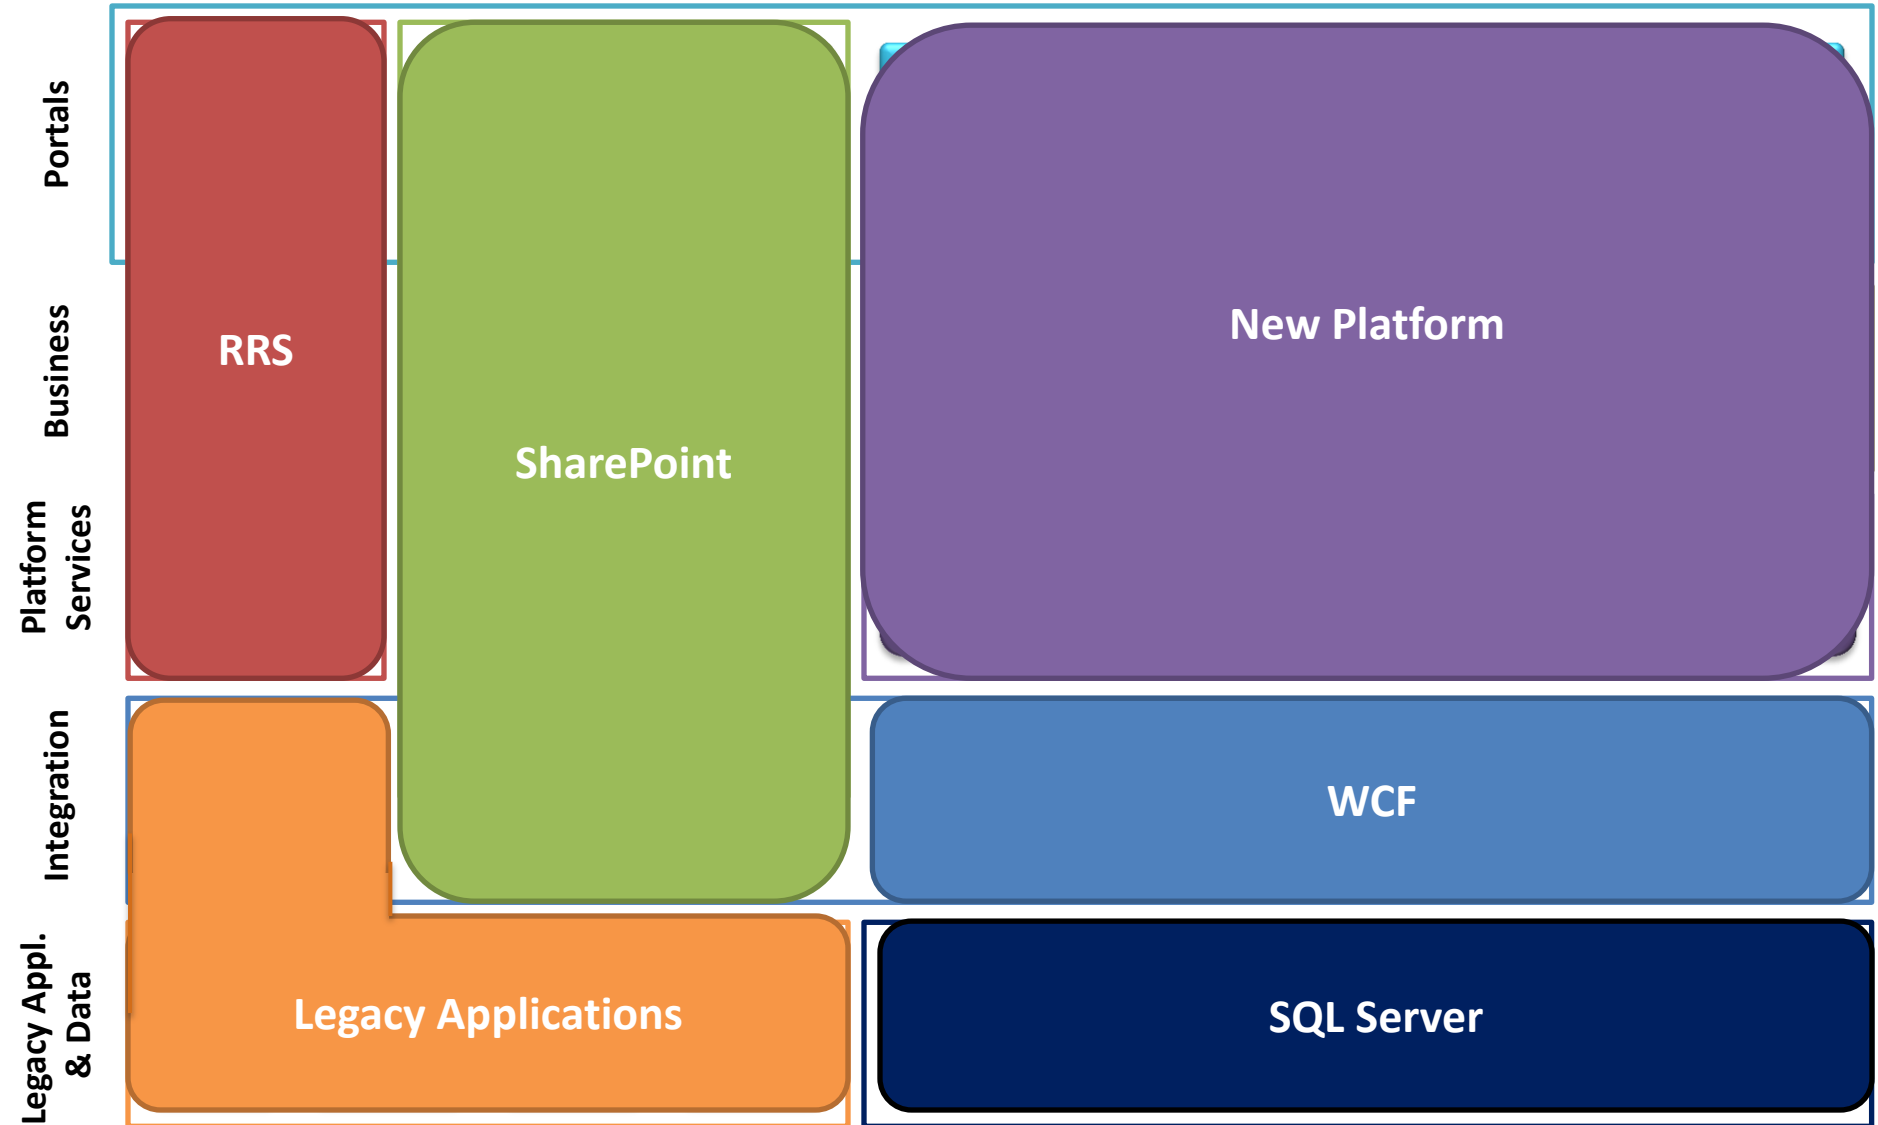 Portals
Business
Platform
Services
Integration
Legacy Appl.
& Data
RRS
SharePoint
New Platform
WCF
Legacy Applications
SQL Server